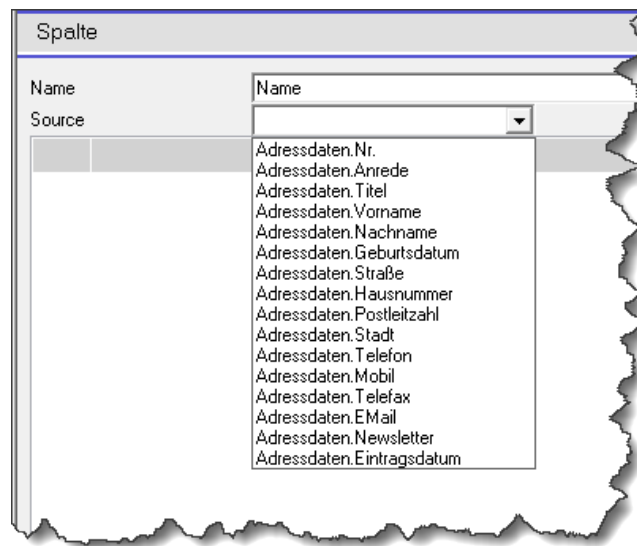 Spalte
Name Name
Source
Adressdaten.Nr.
Adressdaten.Anrede
Adressdaten.Titel
Adressdaten.Vorname
Adressdaten.Nachname
Adressdaten.Geburtsdatum
Adressdaten.Straße
Adressdaten.Hausnummer
Adressdaten.Postleitzahl
Adressdaten.Stadt
Adressdaten.Telefon
Adressdaten.Mobil
Adressdaten.Telefax
Adressdaten.EMail
Adressdaten.Newsletter
Adressdaten.Eintragsdatum